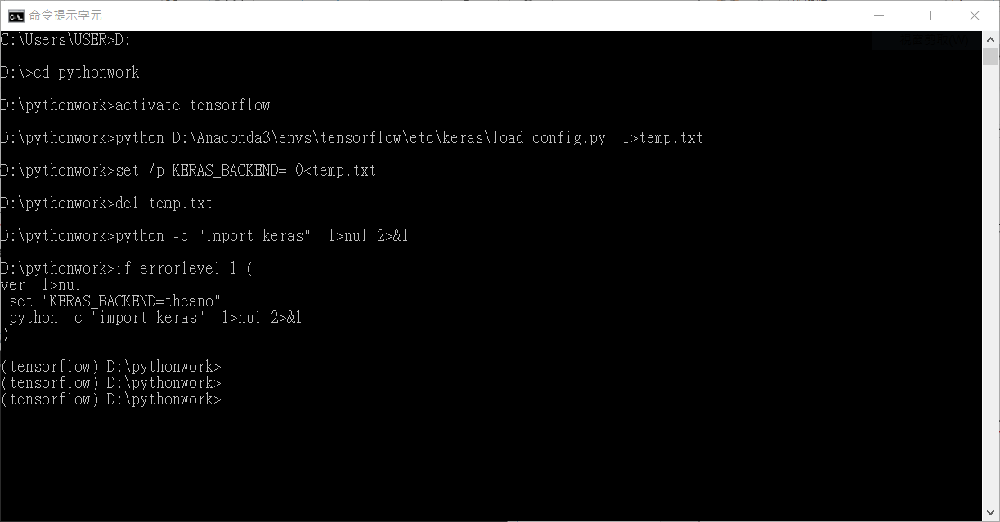 命令提示字元
C:\Users\USER>D:
D:\>cd pythonwork
D:\pythonwork>activate tensorflow
D:\pythonwork>python D:\Anaconda3\envs\tensorflow\etc\keras\load_config.py  1>temp.txt
D:\pythonwork>set /p KERAS_BACKEND= 0<temp.txt
D:\pythonwork>del temp.txt
D:\pythonwork>python -c "import keras"  1>nul 2>&1
D:\pythonwork>if errorlevel 1 (
ver  1>nul
 set "KERAS_BACKEND=theano"
 python -c "import keras"  1>nul 2>&1
)
(tensorflow) D:\pythonwork>
(tensorflow) D:\pythonwork>
(tensorflow) D:\pythonwork>